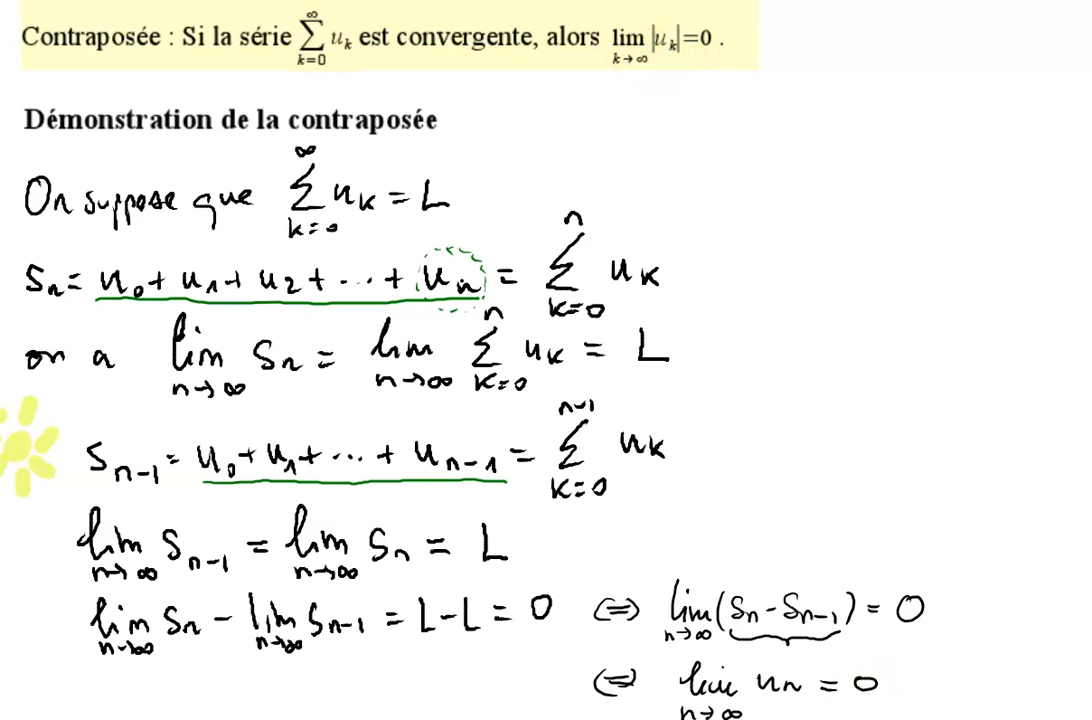 Contraposée : Si la série ∑_{k=0}^{∞} u_k est convergente, alors lim_{k→∞} |u_k|=0 .
Démonstration de la contraposée
On suppose que ∑_{k=0}^{∞} u_k = L
S_n = u_0 + u_1 + u_2 + ... + u_n = ∑_{k=0}^{n} u_k
on a lim_{n→∞} S_n = lim_{n→∞} ∑_{k=0}^{n} u_k = L
S_{n-1} = u_0 + u_1 + ... + u_{n-1} = ∑_{k=0}^{n-1} u_k
lim_{n→∞} S_{n-1} = lim_{n→∞} S_n = L
lim_{n→∞} S_n - lim_{n→∞} S_{n-1} = L - L = 0 ⇔ lim_{n→∞} (S_n - S_{n-1}) = 0
⇔ lim_{n→∞} u_n = 0